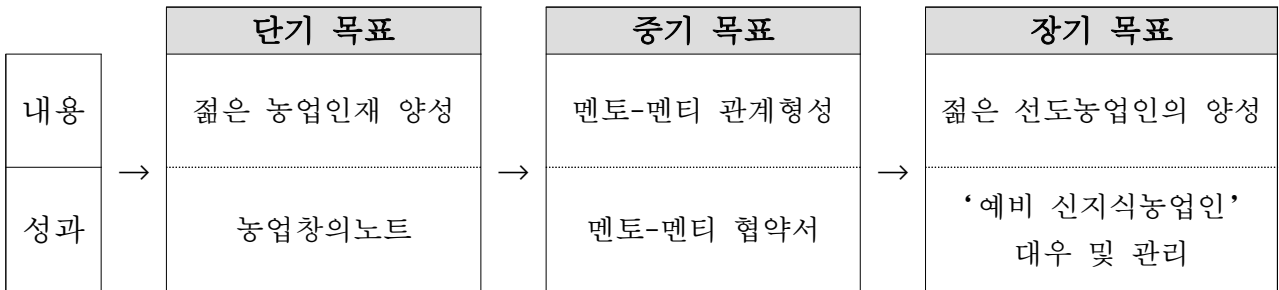 단기 목표
중기 목표
장기 목표
내용
젊은 농업인재 양성
멘토-멘티 관계형성
젊은 선도농업인의 양성
→
→
→
성과
농업창의노트
멘토-멘티 협약서
‘예비 신지식농업인’
대우 및 관리